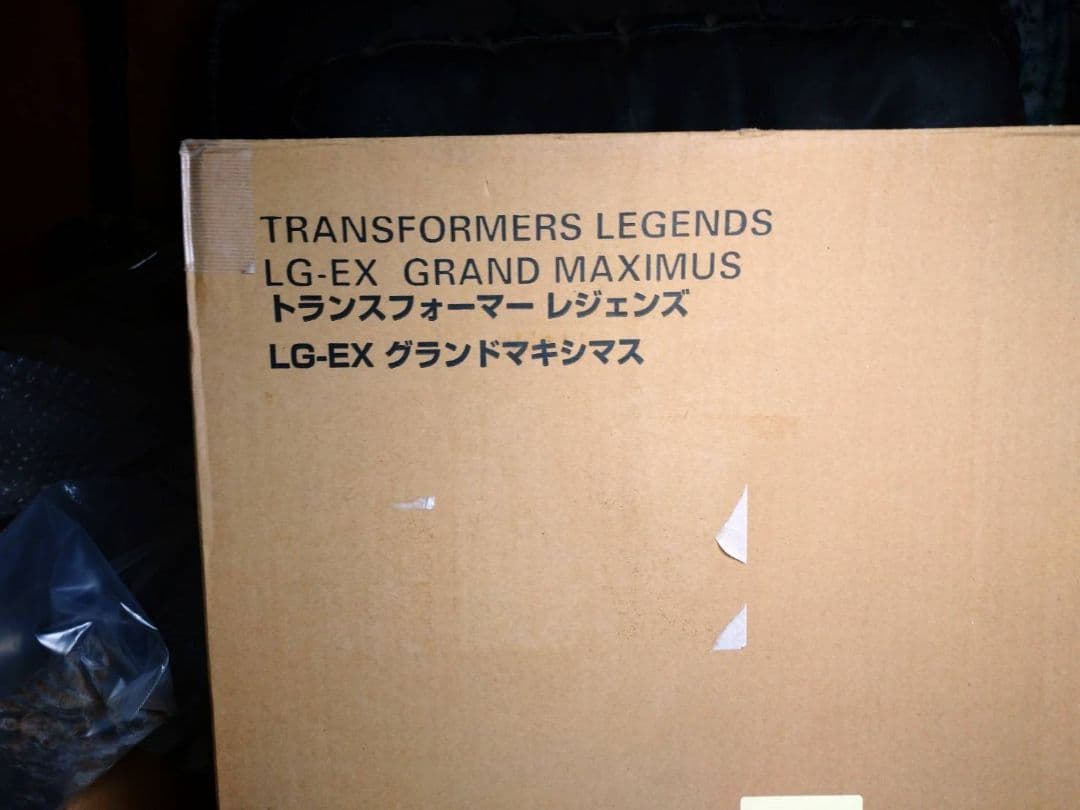 TRANSFORMERS LEGENDS
LG-EX GRAND MAXIMUS
トランスフォーマー レジェンズ
LG-EX グランドマキシマス